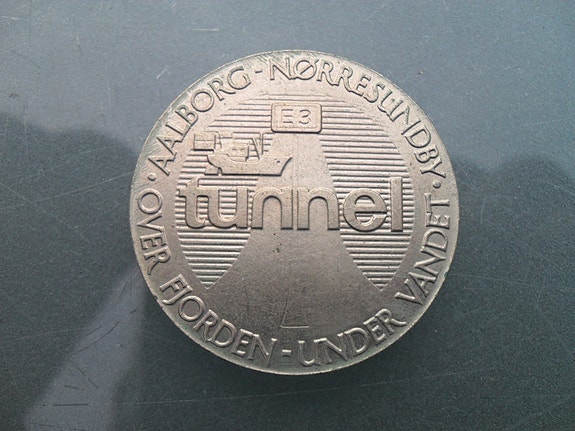 AALBORG - NØRRESUNDBY ·
OVER FJORDEN - UNDER VANDET ·
E3
tunnel